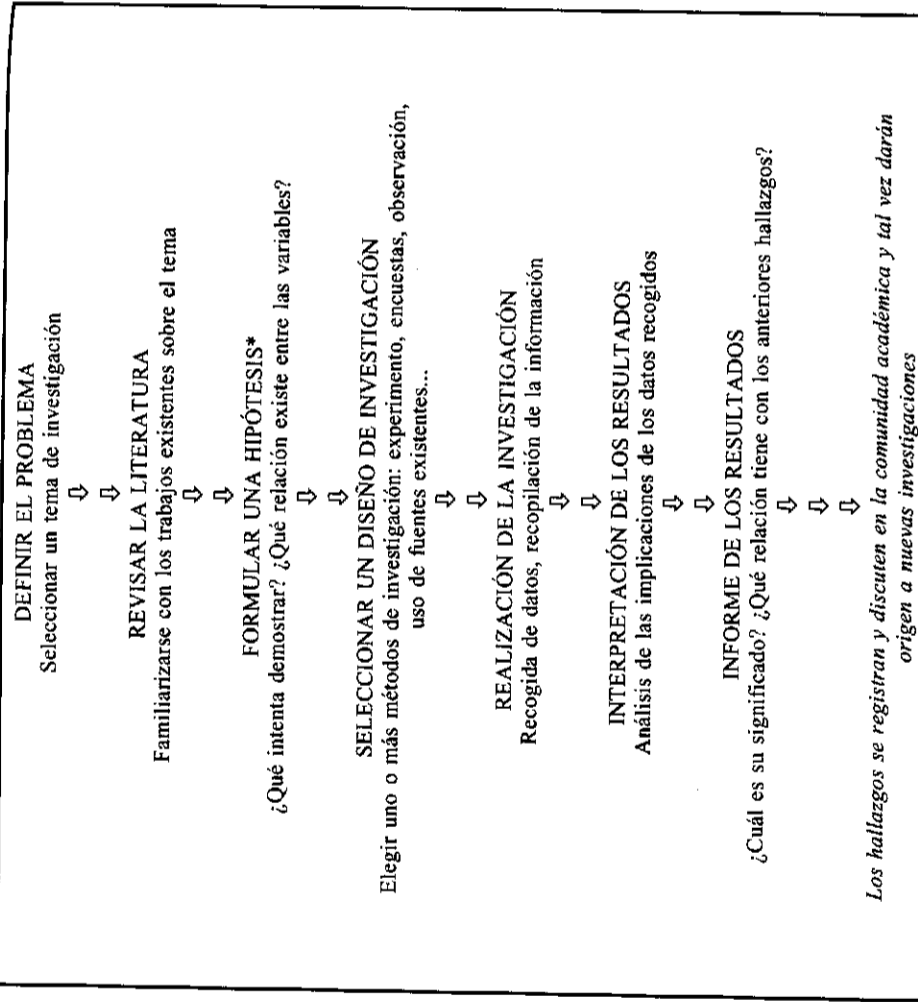 DEFINIR EL PROBLEMA
Seleccionar un tema de investigación
⇩
⇩
REVISAR LA LITERATURA
Familiarizarse con los trabajos existentes sobre el tema
⇩
⇩
FORMULAR UNA HIPÓTESIS*
¿Qué intenta demostrar? ¿Qué relación existe entre las variables?
⇩
⇩
SELECCIONAR UN DISEÑO DE INVESTIGACIÓN
Elegir uno o más métodos de investigación: experimento, encuestas, observación,
uso de fuentes existentes...
⇩
⇩
REALIZACIÓN DE LA INVESTIGACIÓN
Recogida de datos, recopilación de la información
⇩
⇩
INTERPRETACIÓN DE LOS RESULTADOS
Análisis de las implicaciones de los datos recogidos
⇩
⇩
INFORME DE LOS RESULTADOS
¿Cuál es su significado? ¿Qué relación tiene con los anteriores hallazgos?
⇩
⇩
⇩
Los hallazgos se registran y discuten en la comunidad académica y tal vez darán
origen a nuevas investigaciones